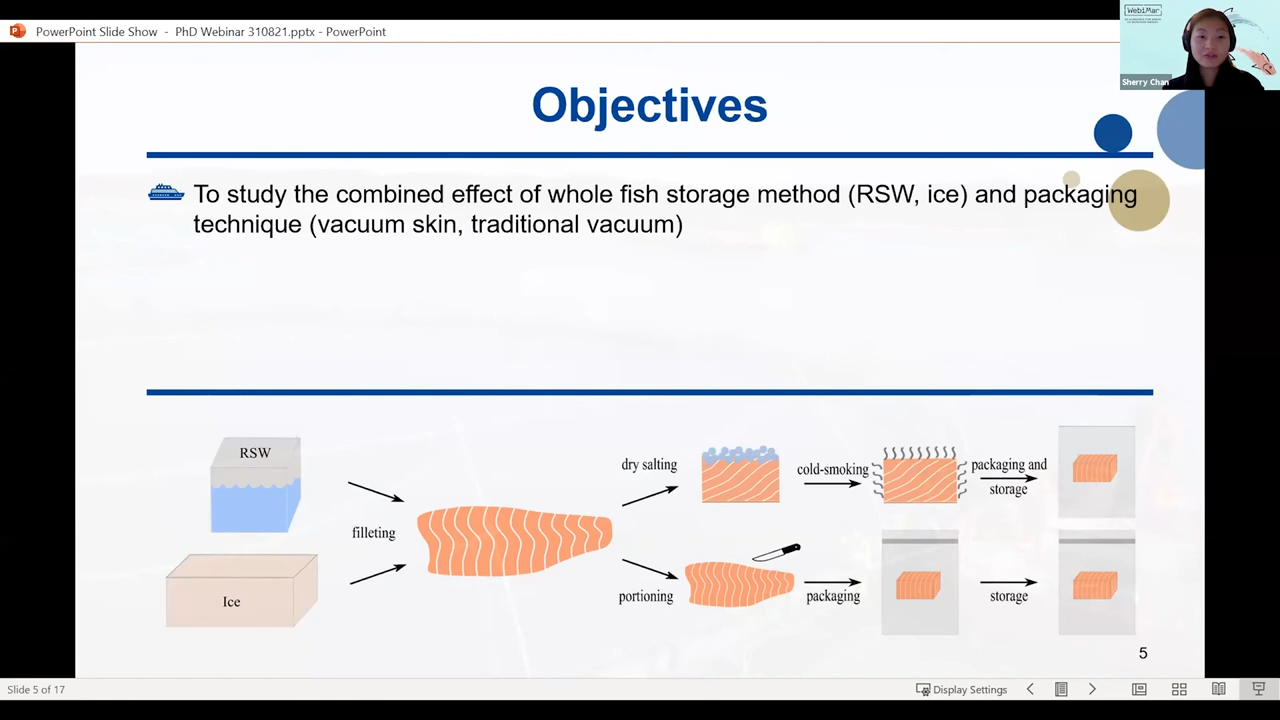 PowerPoint Slide Show - PhD Webinar 310821.pptx - PowerPoint
WebiMar
Sherry Chan
Objectives
To study the combined effect of whole fish storage method (RSW, ice) and packaging
technique (vacuum skin, traditional vacuum)
RSW
Ice
filleting
dry salting
cold-smoking
packaging and
storage
portioning
packaging
storage
5
Slide 5 of 17
Display Settings